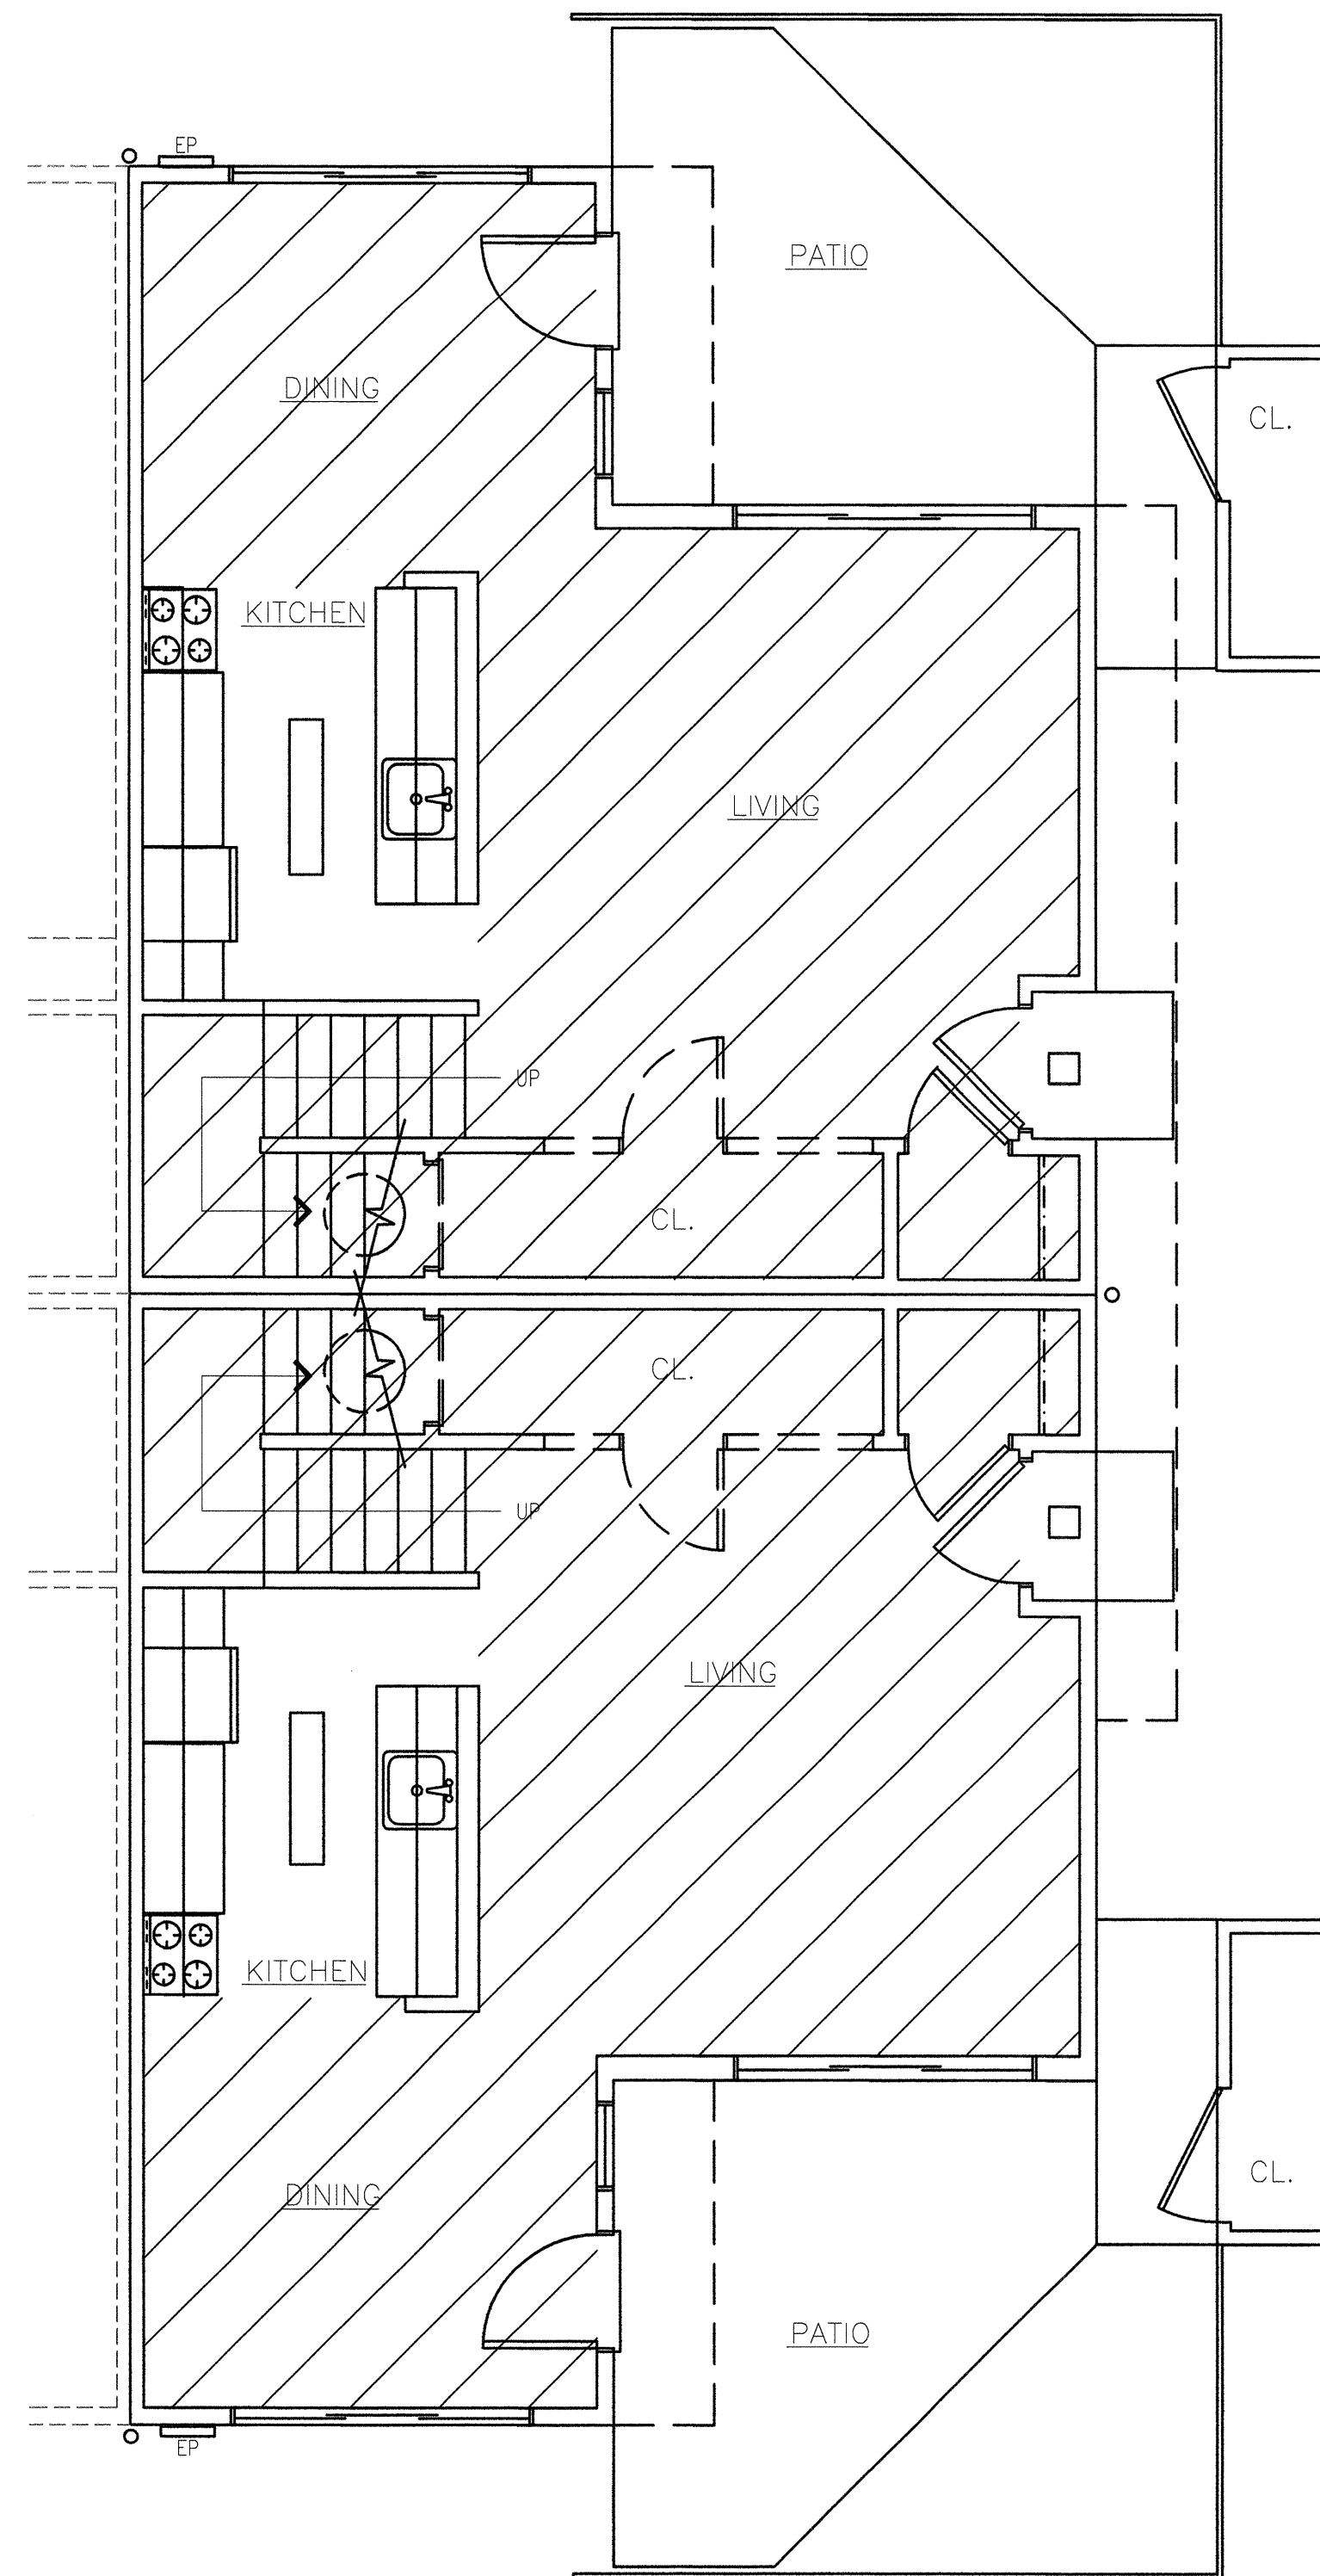 EP
PATIO
DINING
CL.
KITCHEN
LIVING
UP
CL.
CL.
UP
LIVING
KITCHEN
CL.
DINING
PATIO
EP